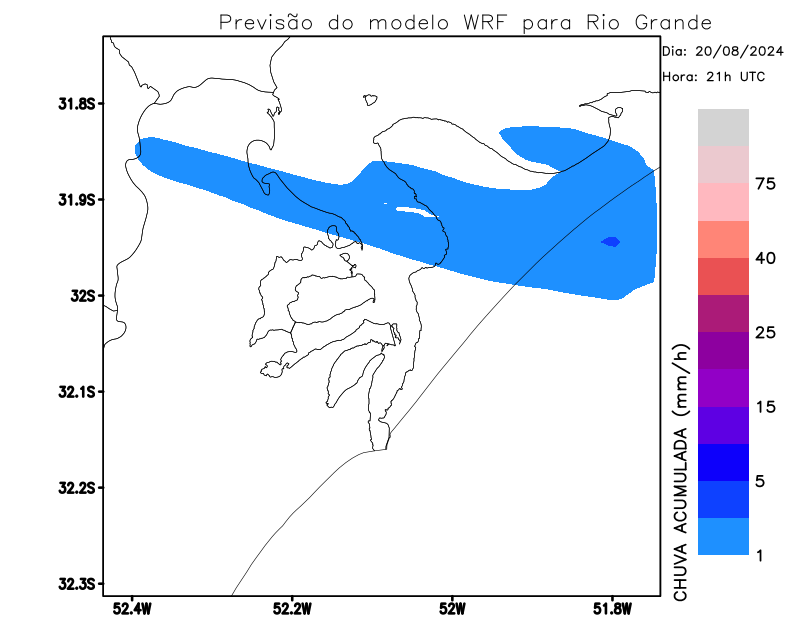 Previsão do modelo WRF para Rio Grande
Dia: 20/08/2024
Hora: 21h UTC
31.8S
31.9S
32S
32.1S
32.2S
32.3S
52.4W
52.2W
52W
51.8W
75
40
25
15
5
1
CHUVA ACUMULADA (mm/h)